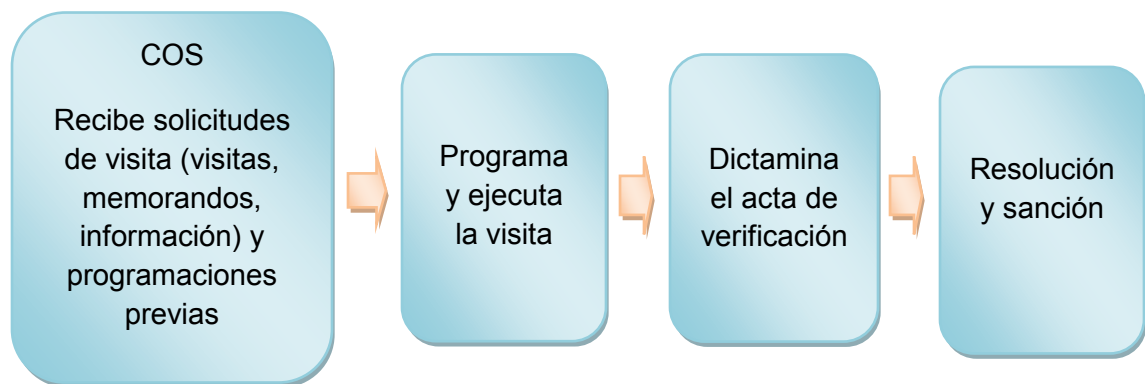 COS
Recibe solicitudes
de visita (visitas,
memorandos,
información) y
programaciones
previas
Programa
y ejecuta
la visita
Dictamina
el acta de
verificación
Resolución
y sanción